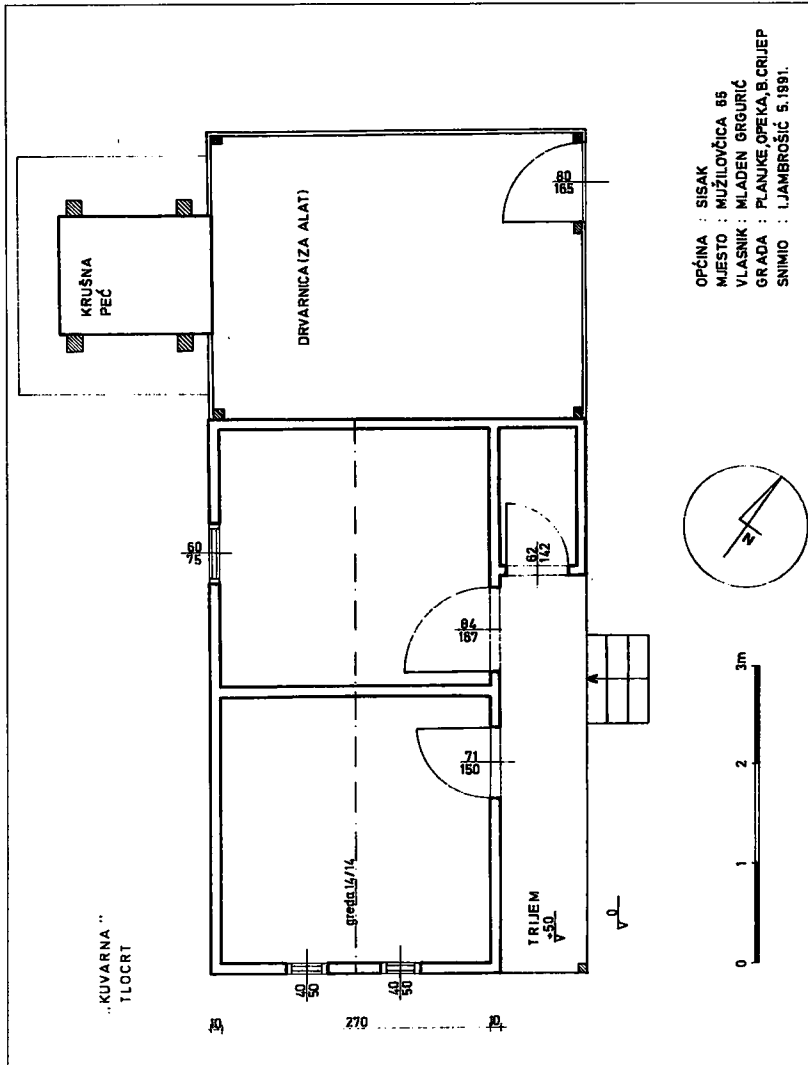 „KUVARNA"
TLOCRT
KRUŠNA
PEĆ
DRVARNICA (ZA ALAT)
80
165
60
75
62
142
84
187
71
150
greda 14/14
40
50
40
50
TRIJEM
+50
0
10
270
10
N
0 1 2 3m
OPĆINA : SISAK
MJESTO : MUŽILOVČICA 65
VLASNIK : MLADEN GRGURIĆ
GRAĐA : PLANJKE, OPEKA, B.CRIJEP
SNIMIO : I.JAMBROŠIĆ 5.1991.